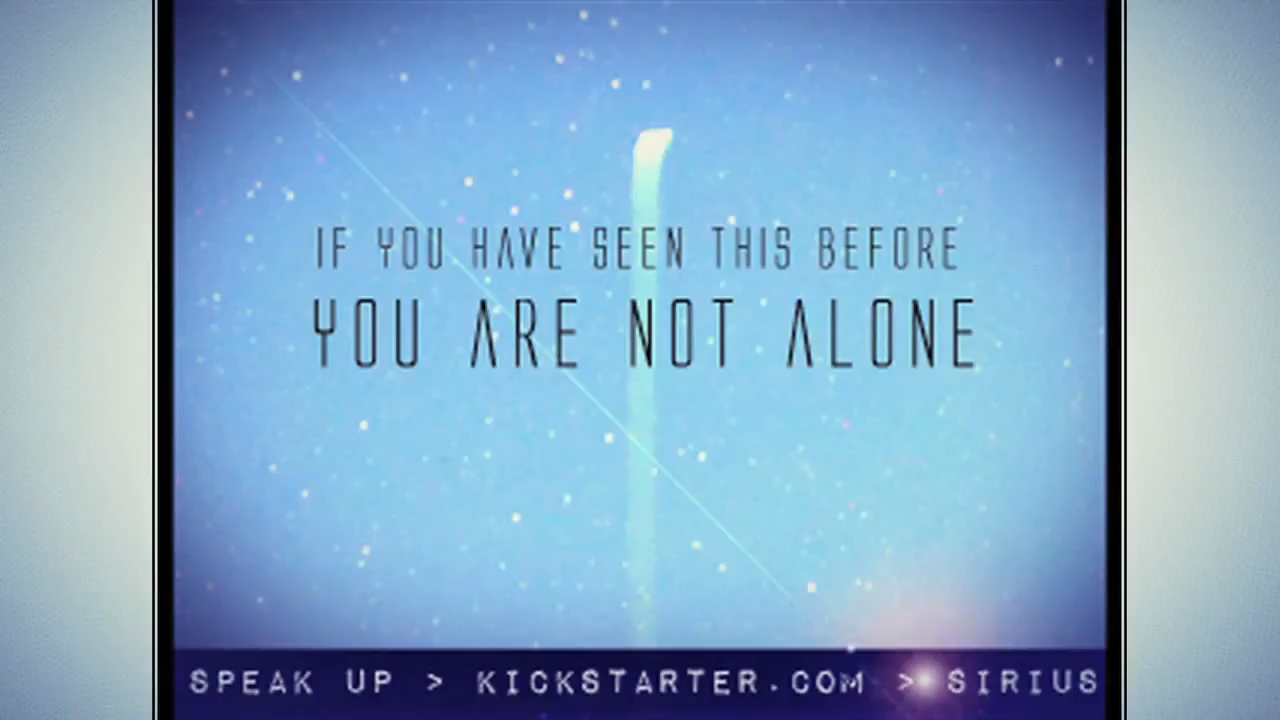 IF YOU HAVE SEEN THIS BEFORE
YOU ARE NOT ALONE
SPEAK UP > KICKSTARTER.COM > SIRIUS